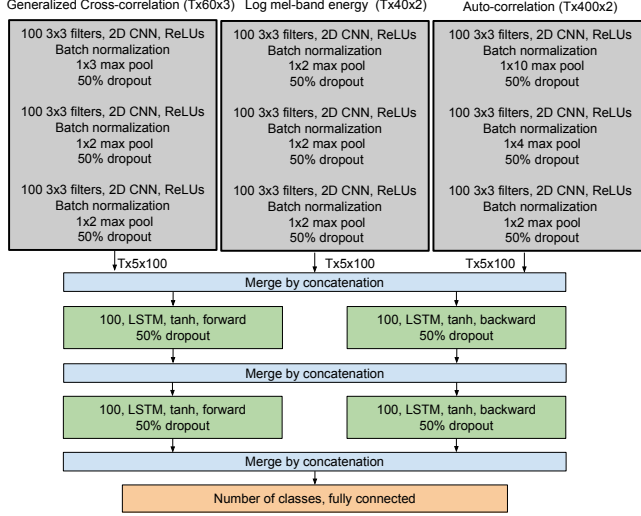 Generalized Cross-correlation (Tx60x3)
Log mel-band energy (Tx40x2)
Auto-correlation (Tx400x2)
100 3x3 filters, 2D CNN, ReLUs
Batch normalization
1x3 max pool
50% dropout
100 3x3 filters, 2D CNN, ReLUs
Batch normalization
1x2 max pool
50% dropout
100 3x3 filters, 2D CNN, ReLUs
Batch normalization
1x2 max pool
50% dropout
100 3x3 filters, 2D CNN, ReLUs
Batch normalization
1x2 max pool
50% dropout
100 3x3 filters, 2D CNN, ReLUs
Batch normalization
1x2 max pool
50% dropout
100 3x3 filters, 2D CNN, ReLUs
Batch normalization
1x2 max pool
50% dropout
100 3x3 filters, 2D CNN, ReLUs
Batch normalization
1x10 max pool
50% dropout
100 3x3 filters, 2D CNN, ReLUs
Batch normalization
1x4 max pool
50% dropout
100 3x3 filters, 2D CNN, ReLUs
Batch normalization
1x2 max pool
50% dropout
Tx5x100
Tx5x100
Tx5x100
Merge by concatenation
100, LSTM, tanh, forward
50% dropout
100, LSTM, tanh, backward
50% dropout
Merge by concatenation
100, LSTM, tanh, forward
50% dropout
100, LSTM, tanh, backward
50% dropout
Merge by concatenation
Number of classes, fully connected